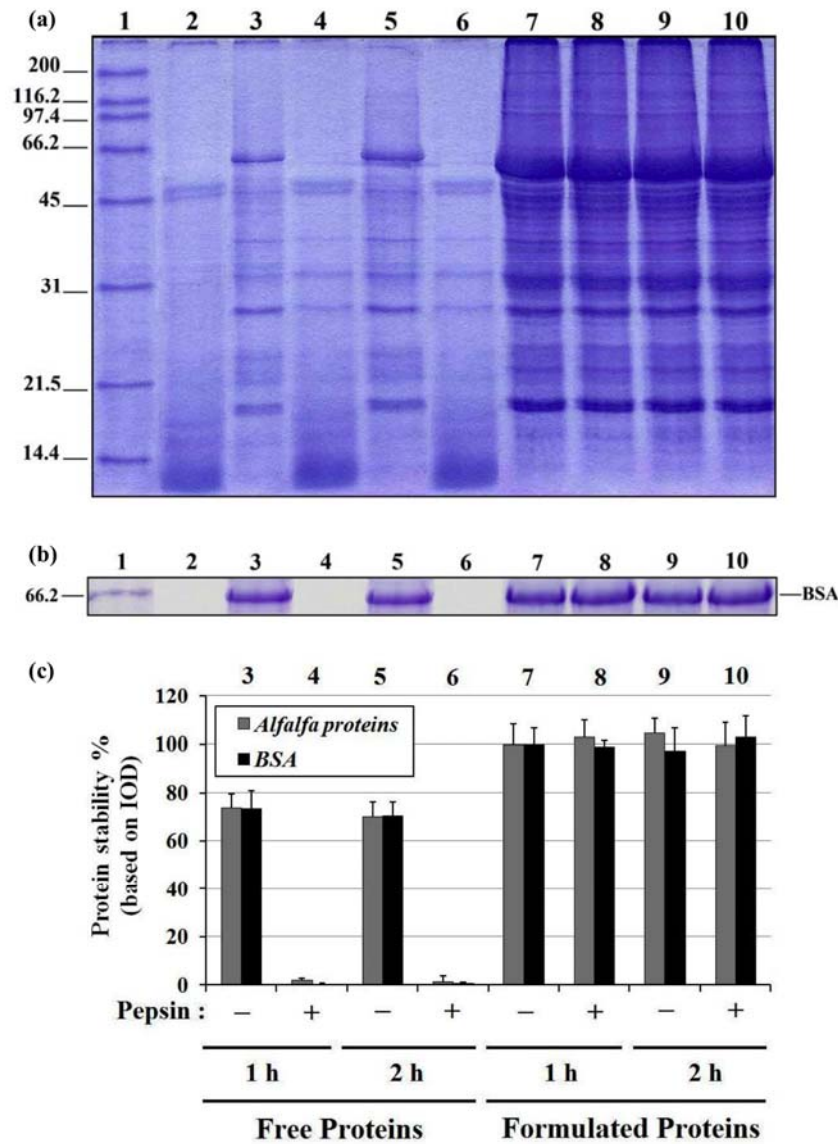 (a)
1 2 3 4 5 6 7 8 9 10
200
116.2
97.4
66.2
45
31
21.5
14.4
(b)
1 2 3 4 5 6 7 8 9 10
66.2 BSA
(c)
3 4 5 6 7 8 9 10
Protein stability %
(based on IOD)
120
100
80
60
40
20
0
Alfalfa proteins
BSA
Pepsin : – + – + – + – +
1 h 2 h 1 h 2 h
Free Proteins Formulated Proteins